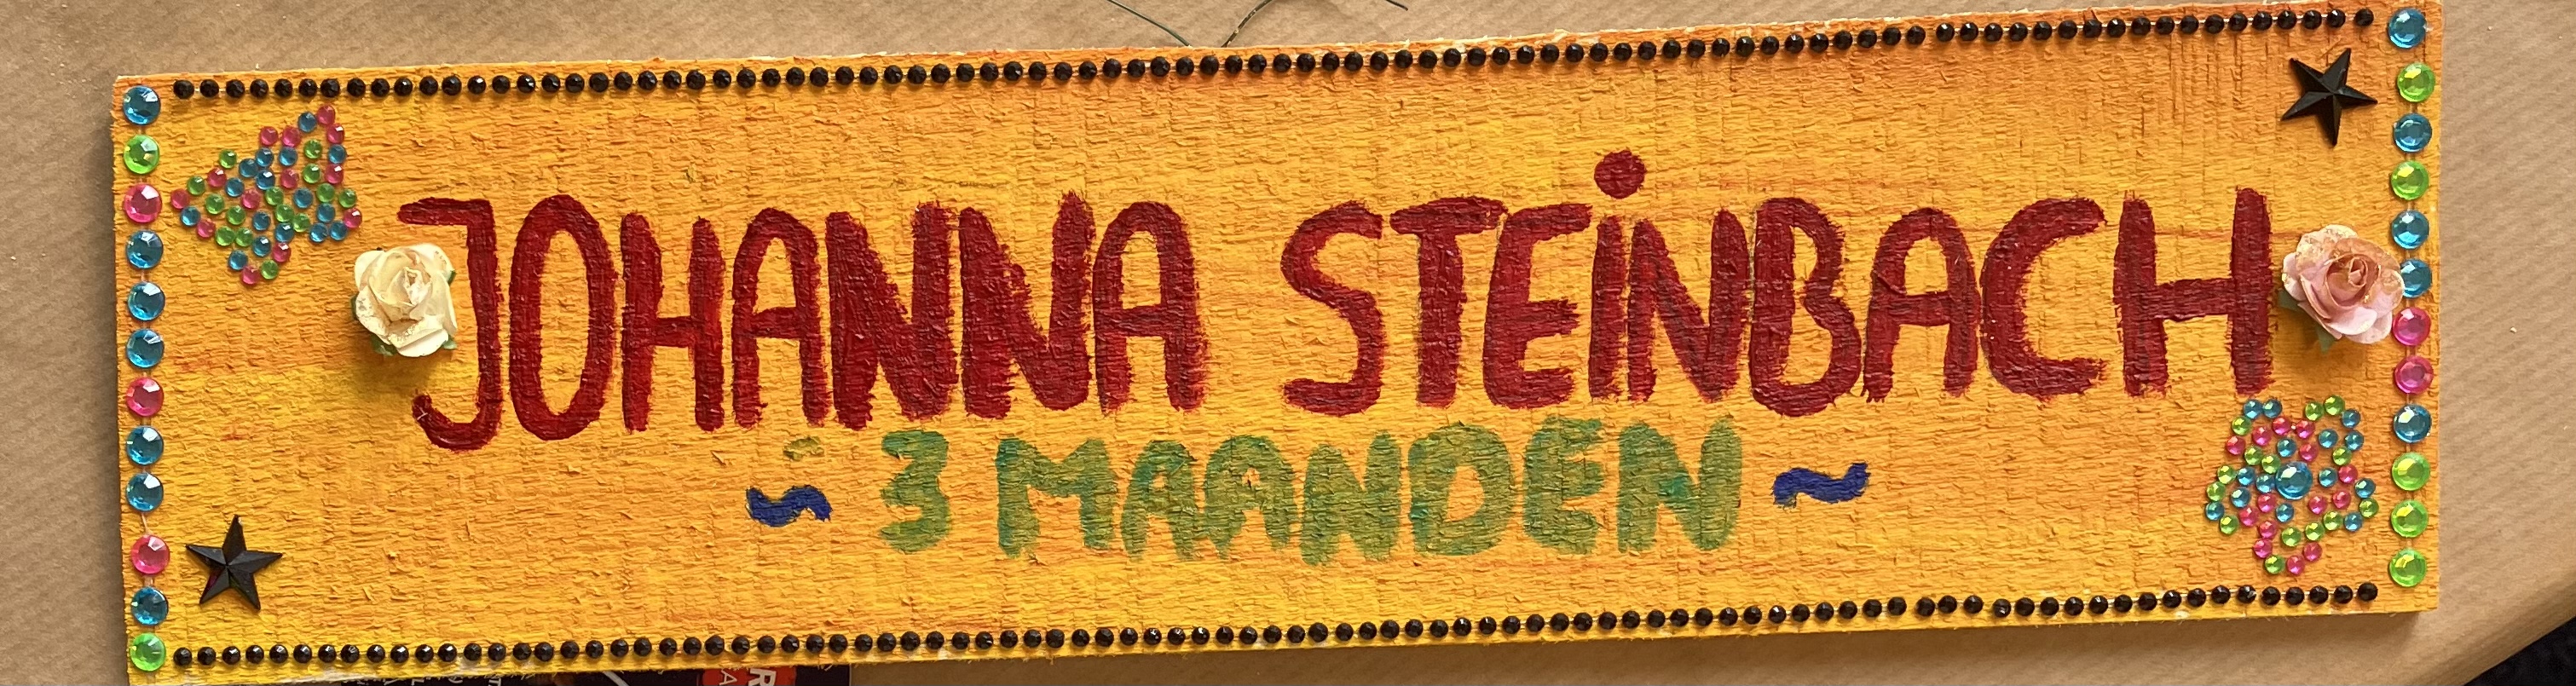 JOHANNA STEiNBACH
~ 3 MAANDEN ~